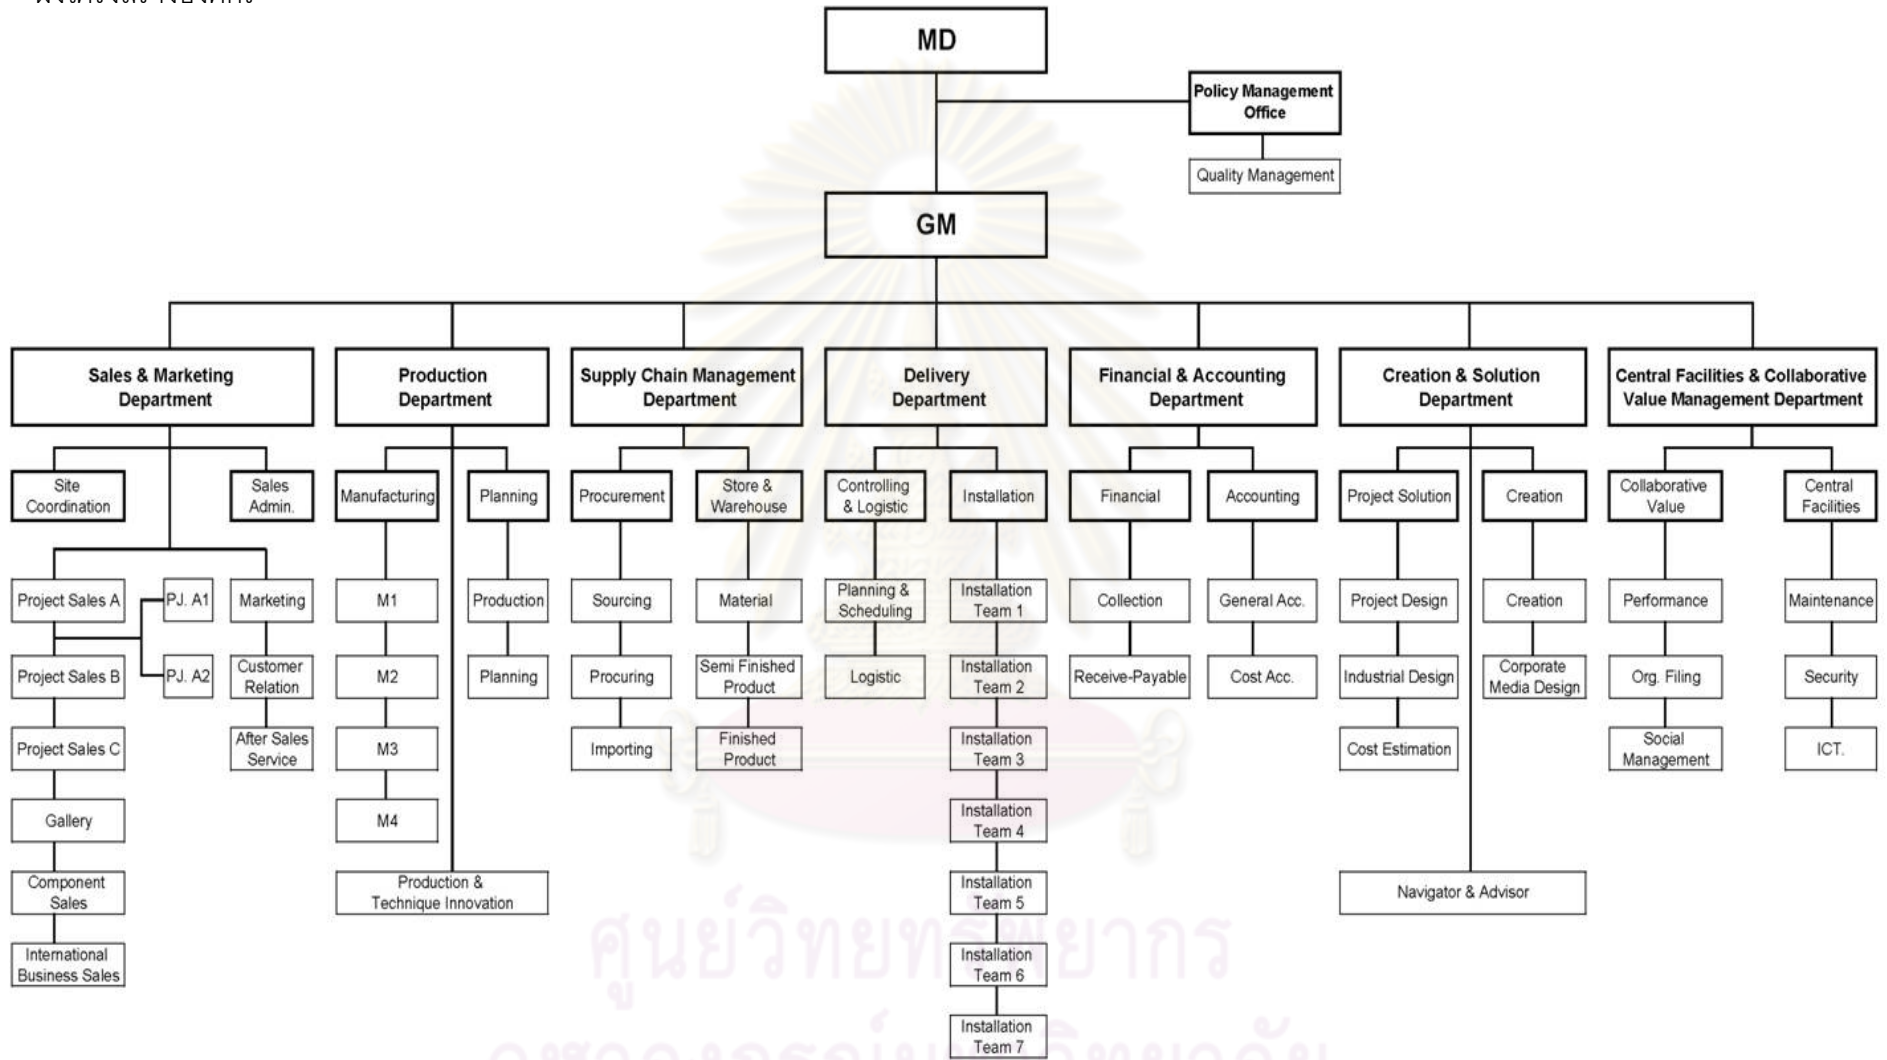 MD
Policy Management
Office
Quality Management
GM
Sales & Marketing
Department
Production
Department
Supply Chain Management
Department
Delivery
Department
Financial & Accounting
Department
Creation & Solution
Department
Central Facilities & Collaborative
Value Management Department
Site
Coordination
Sales
Admin.
Manufacturing
Planning
Procurement
Store &
Warehouse
Controlling
& Logistic
Installation
Financial
Accounting
Project Solution
Creation
Collaborative
Value
Central
Facilities
Project Sales A
PJ. A1
Marketing
M1
Production
Sourcing
Material
Planning &
Scheduling
Installation
Team 1
Collection
General Acc.
Project Design
Creation
Performance
Maintenance
Project Sales B
PJ. A2
Customer
Relation
M2
Planning
Procuring
Semi Finished
Product
Logistic
Installation
Team 2
Receive-Payable
Cost Acc.
Industrial Design
Corporate
Media Design
Org. Filing
Security
Project Sales C
After Sales
Service
M3
Importing
Finished
Product
Installation
Team 3
Cost Estimation
Social
Management
ICT.
Gallery
M4
Installation
Team 4
Component
Sales
Production &
Technique Innovation
Installation
Team 5
Navigator & Advisor
International
Business Sales
Installation
Team 6
Installation
Team 7
ศูนย์วิทยทรัพยากร